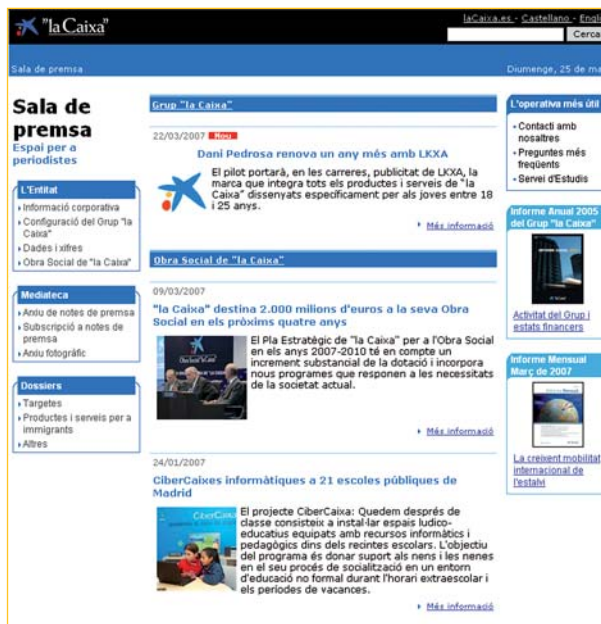 "la Caixa"
laCaixa.es - Castellano - Engl
Cerca
Sala de premsa
Diumenge, 25 de ma
Sala de
premsa
Espai per a
periodistes
L'Entitat
Informació corporativa
Configuració del Grup "la
Caixa"
Dades i xifres
Obra Social de "la Caixa"
Mediateca
Arxiu de notes de premsa
Subscripció a notes de
premsa
Arxiu fotogràfic
Dossiers
Targetes
Productes i serveis per a
immigrants
Altres
Grup "la Caixa"
22/03/2007 Nou
Dani Pedrosa renova un any més amb LKXA
El pilot portarà, en les carreres, publicitat de LKXA, la
marca que integra tots els productes i serveis de "la
Caixa" dissenyats específicament per als joves entre 18
i 25 anys.
Més informació
Obra Social de "la Caixa"
09/03/2007
"la Caixa" destina 2.000 milions d'euros a la seva Obra
Social en els pròxims quatre anys
El Pla Estratègic de "la Caixa" per a l'Obra Social
en els anys 2007-2010 té en compte un
increment substancial de la dotació i incorpora
nous programes que responen a les necessitats
de la societat actual.
Més informació
24/01/2007
CiberCaixes informàtiques a 21 escoles públiques de
Madrid
CiberCaix
El projecte CiberCaixa: Quedem després de
classe consisteix a instal·lar espais ludico-
educatius equipats amb recursos informàtics i
pedagògics dins dels recintes escolars. L'objectiu
del programa és donar suport als nens i les nenes
en el seu procés de socialització en un entorn
d'educació no formal durant l'horari extraescolar i
els períodes de vacances.
Més informació
L'operativa més útil
Contacti amb
nosaltres
Preguntes més
freqüents
Servei d'Estudis
Informe Anual 2005
del Grup "la Caixa"
Activitat del Grup i
estats financers
Informe Mensual
Març de 2007
La creixent mobilitat
internacional de
l'estalvi